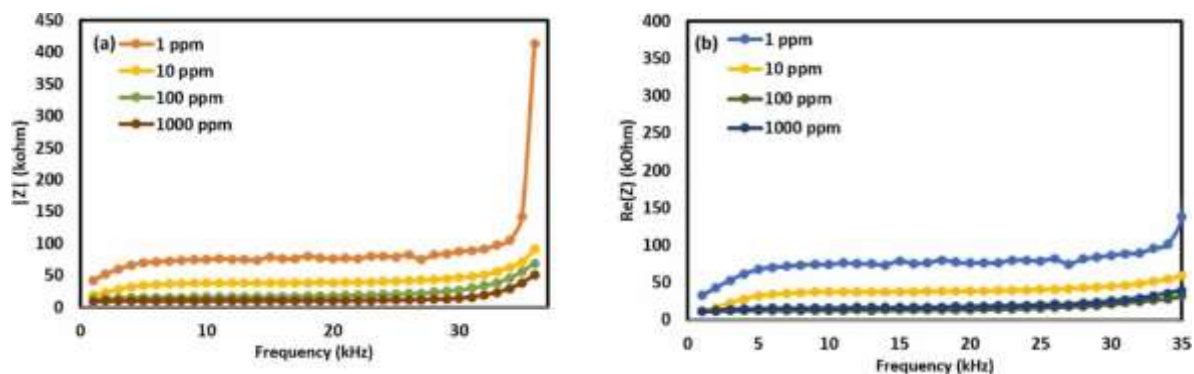 (a)
1 ppm
10 ppm
100 ppm
1000 ppm
450
400
350
300
250
200
150
100
50
0
|Z| (kohm)
0 10 20 30
Frequency (kHz)
(b)
1 ppm
10 ppm
100 ppm
1000 ppm
400
350
300
250
200
150
100
50
0
Re(Z) (kOhm)
0 5 10 15 20 25 30 35
Frequency (kHz)